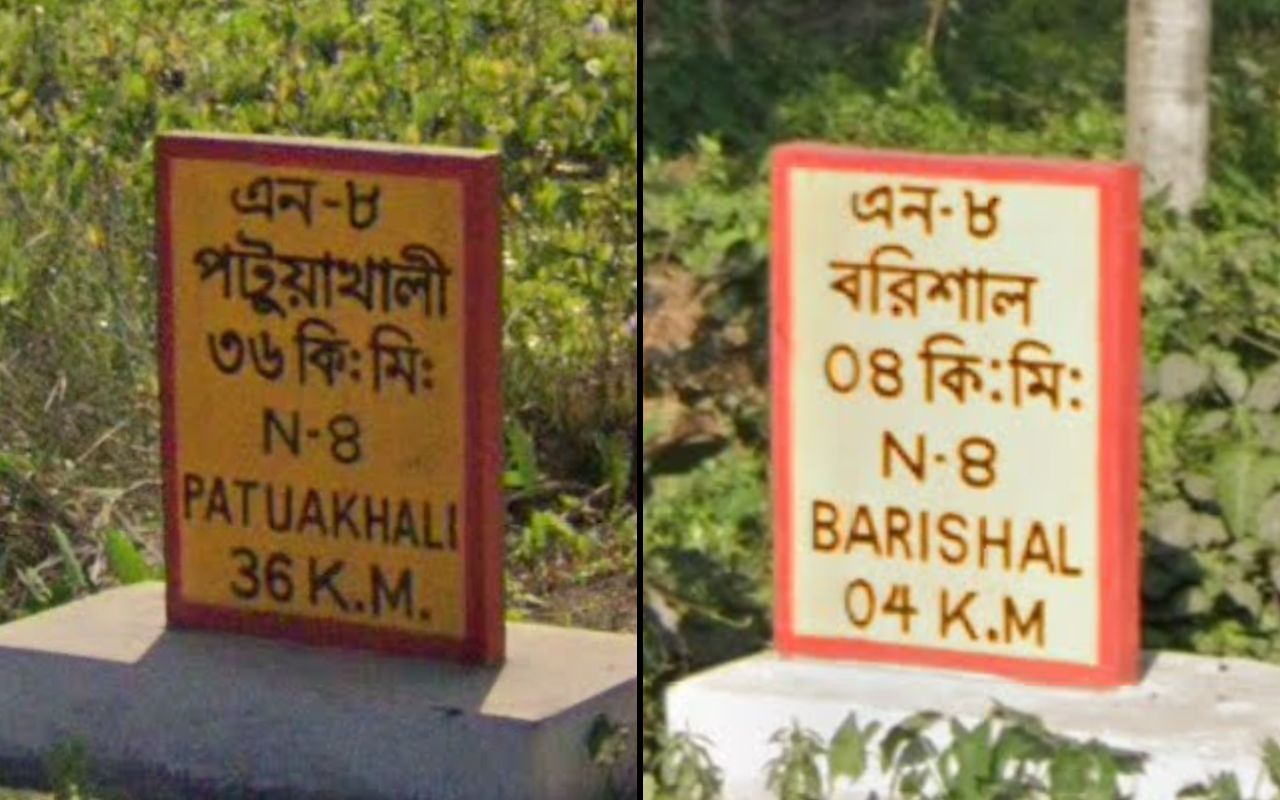 এন-৮
পটুয়াখালী
৩৬ কি: মি:
N-8
PATUAKHALI
36 K.M.
এন-৮
বরিশাল
০৪ কি:মি:
N-8
BARISHAL
04 K.M